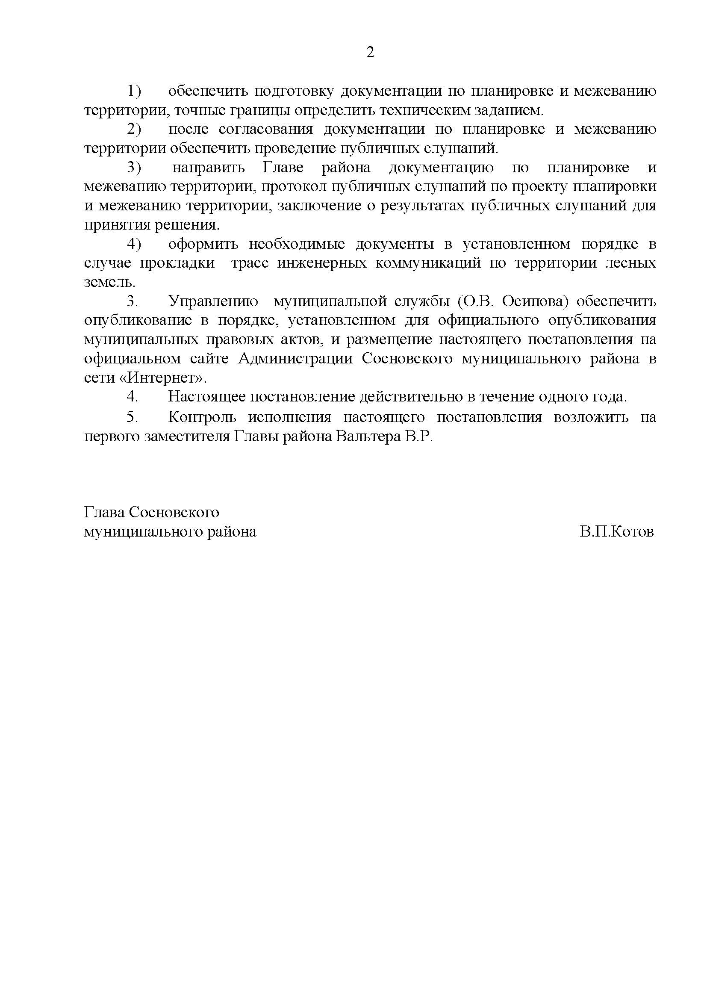 2
1) обеспечить подготовку документации по планировке и межеванию
территории, точные границы определить техническим заданием.
2) после согласования документации по планировке и межеванию
территории обеспечить проведение публичных слушаний.
3) направить Главе района документацию по планировке и
межеванию территории, протокол публичных слушаний по проекту планировки
и межеванию территории, заключение о результатах публичных слушаний для
принятия решения.
4) оформить необходимые документы в установленном порядке в
случае прокладки трасс инженерных коммуникаций по территории лесных
земель.
3. Управлению муниципальной службы (О.В. Осипова) обеспечить
опубликование в порядке, установленном для официального опубликования
муниципальных правовых актов, и размещение настоящего постановления на
официальном сайте Администрации Сосновского муниципального района в
сети «Интернет».
4. Настоящее постановление действительно в течение одного года.
5. Контроль исполнения настоящего постановления возложить на
первого заместителя Главы района Вальтера В.Р.
Глава Сосновского
муниципального района В.П.Котов